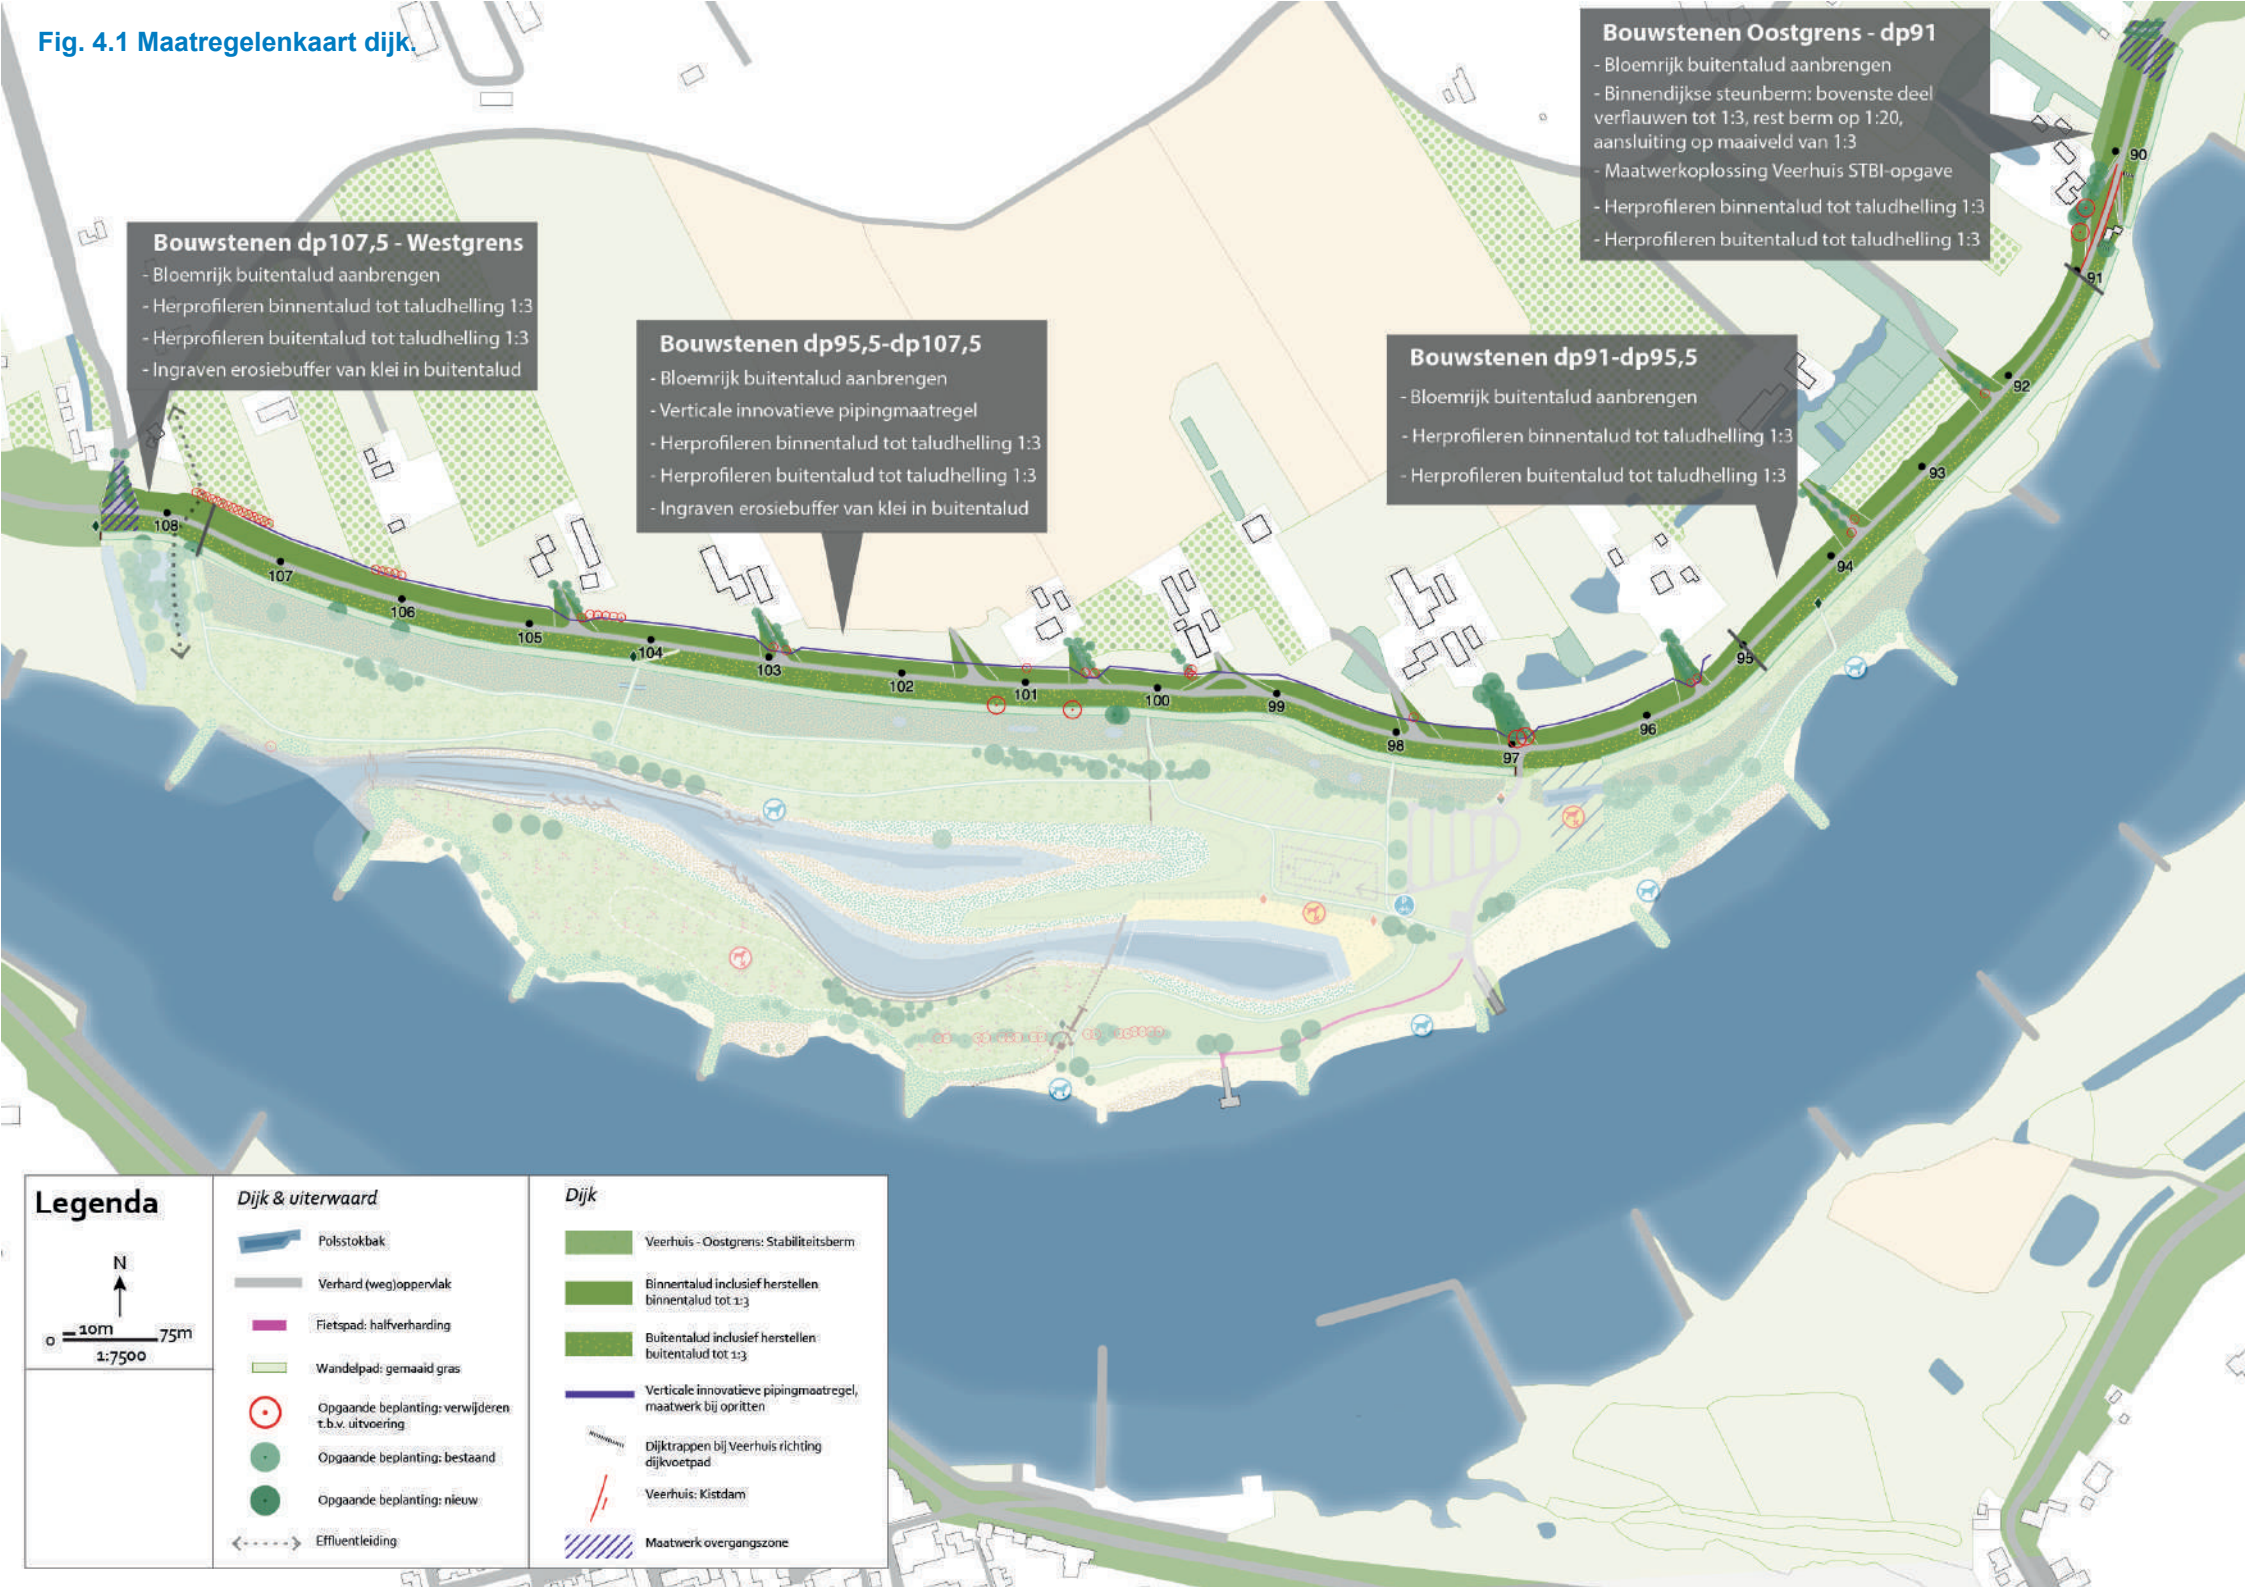 Fig. 4.1 Maatregelenkaart dijk.
Bouwstenen Oostgrens - dp91
- Bloemrijk buitentalud aanbrengen
- Binnendijkse steunberm: bovenste deel
verflauwen tot 1:3, rest berm op 1:20,
aansluiting op maaiveld van 1:3
- Maatwerkoplossing Veerhuis STBI-opgave
- Herprofileren binnentalud tot taludhelling 1:3
- Herprofileren buitentalud tot taludhelling 1:3
Bouwstenen dp107,5 - Westgrens
- Bloemrijk buitentalud aanbrengen
- Herprofileren binnentalud tot taludhelling 1:3
- Herprofileren buitentalud tot taludhelling 1:3
- Ingraven erosiebuffer van klei in buitentalud
Bouwstenen dp95,5-dp107,5
- Bloemrijk buitentalud aanbrengen
- Verticale innovatieve pipingmaatregel
- Herprofileren binnentalud tot taludhelling 1:3
- Herprofileren buitentalud tot taludhelling 1:3
- Ingraven erosiebuffer van klei in buitentalud
Bouwstenen dp91-dp95,5
- Bloemrijk buitentalud aanbrengen
- Herprofileren binnentalud tot taludhelling 1:3
- Herprofileren buitentalud tot taludhelling 1:3
108
107
106
105
104
103
102
101
100
99
98
97
96
95
94
93
92
91
90
Legenda
N
0
10m
75m
1:7500
Dijk & uiterwaard
Polsstokbak
Verhard (weg)oppervlak
Fietspad: halfverharding
Wandelpad: gemaaid gras
Opgaande beplanting: verwijderen
t.b.v. uitvoering
Opgaande beplanting: bestaand
Opgaande beplanting: nieuw
Effluentleiding
Dijk
Veerhuis - Oostgrens: Stabiliteitsberm
Binnentalud inclusief herstellen
binnentalud tot 1:3
Buitentalud inclusief herstellen
buitentalud tot 1:3
Verticale innovatieve pipingmaatregel,
maatwerk bij opritten
Dijktrappen bij Veerhuis richting
dijkvoetpad
Veerhuis: Kistdam
Maatwerk overgangszone